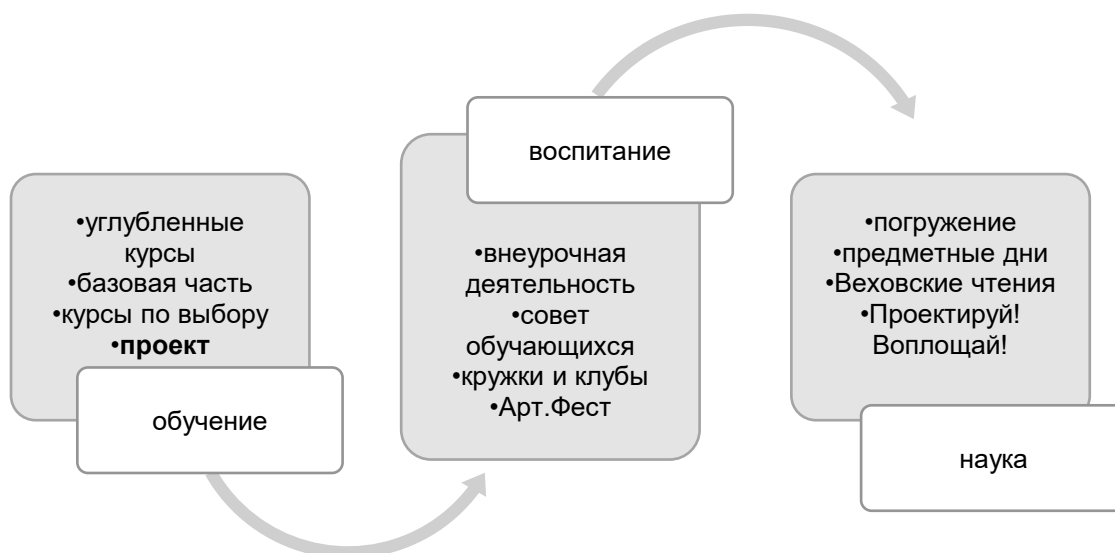 •углубленные
курсы
•базовая часть
•курсы по выбору
•проект
обучение
воспитание
•внеурочная
деятельность
•совет
обучающихся
•кружки и клубы
•Арт.Фест
•погружение
•предметные дни
•Веховские чтения
•Проектируй!
Воплощай!
наука